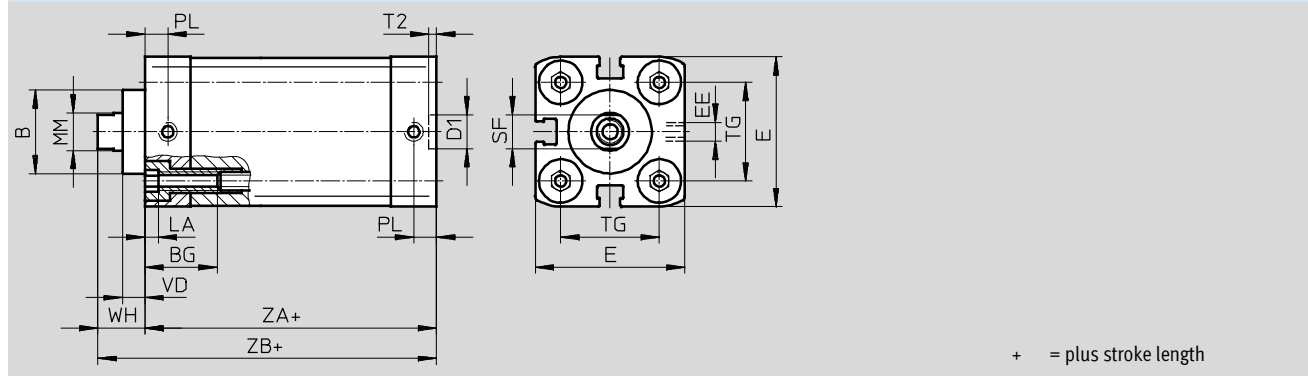 PL
T2
B
MM
D1
SF
EE
TG
E
LA
PL
TG
BG
E
VD
WH
ZA+
ZB+
+ = plus stroke length